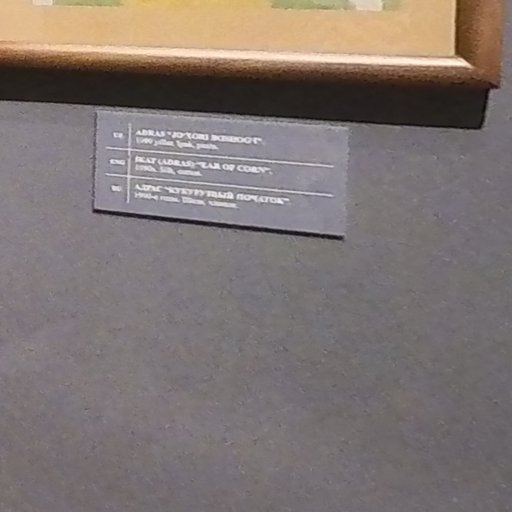 UZ
ADRAS "JO'XORI BOSHOG'I".
1980 yillar. Ipak, paxta.
ENG
IKAT (ADRAS) "EAR OF CORN".
1980s. Silk, cotton.
RU
АДРАС "КУКУРУЗНЫЙ ПОЧАТОК".
1980-е годы. Шелк, хлопок.